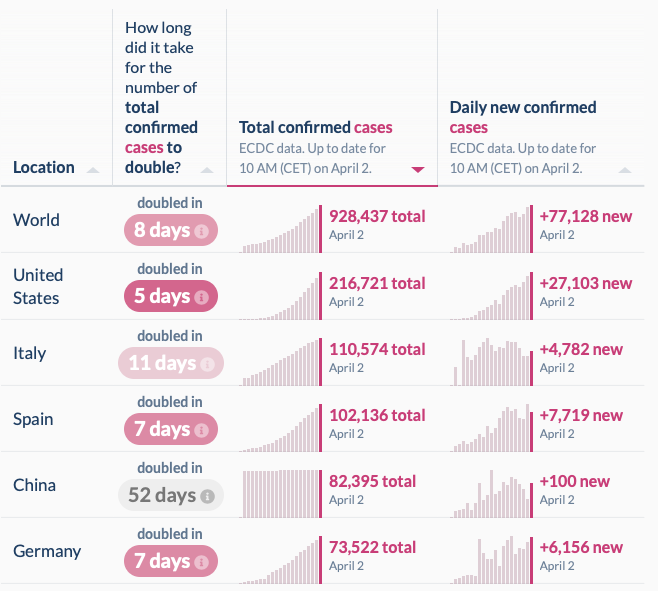 How long
did it take
for the
number of
total
confirmed
cases to
double?
Location
Total confirmed cases
ECDC data. Up to date for
10 AM (CET) on April 2.
Daily new confirmed
cases
ECDC data. Up to date for
10 AM (CET) on April 2.
World
doubled in
8 days
928,437 total
April 2
+77,128 new
April 2
United
States
doubled in
5 days
216,721 total
April 2
+27,103 new
April 2
Italy
doubled in
11 days
110,574 total
April 2
+4,782 new
April 2
Spain
doubled in
7 days
102,136 total
April 2
+7,719 new
April 2
China
doubled in
52 days
82,395 total
April 2
+100 new
April 2
Germany
doubled in
7 days
73,522 total
April 2
+6,156 new
April 2